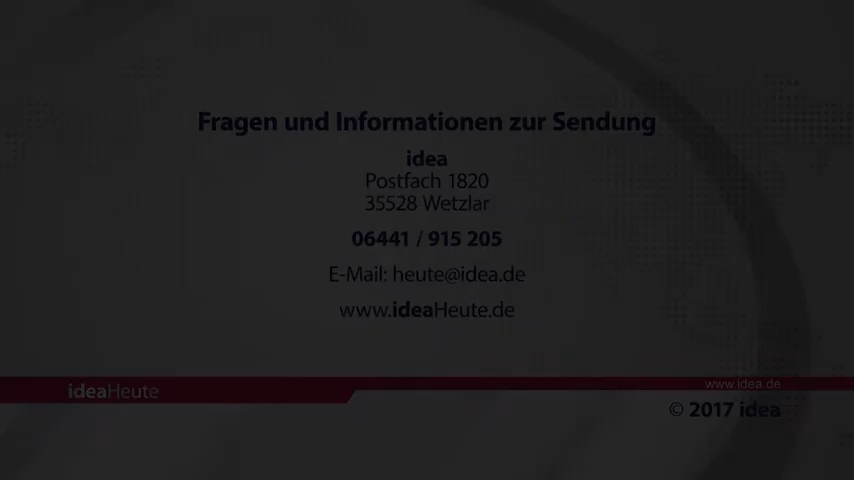 Fragen und Informationen zur Sendung
idea
Postfach 1820
35528 Wetzlar
06441 / 915 205
E-Mail: heute@idea.de
www.ideaHeute.de
www.idea.de
ideaHeute
© 2017 idea